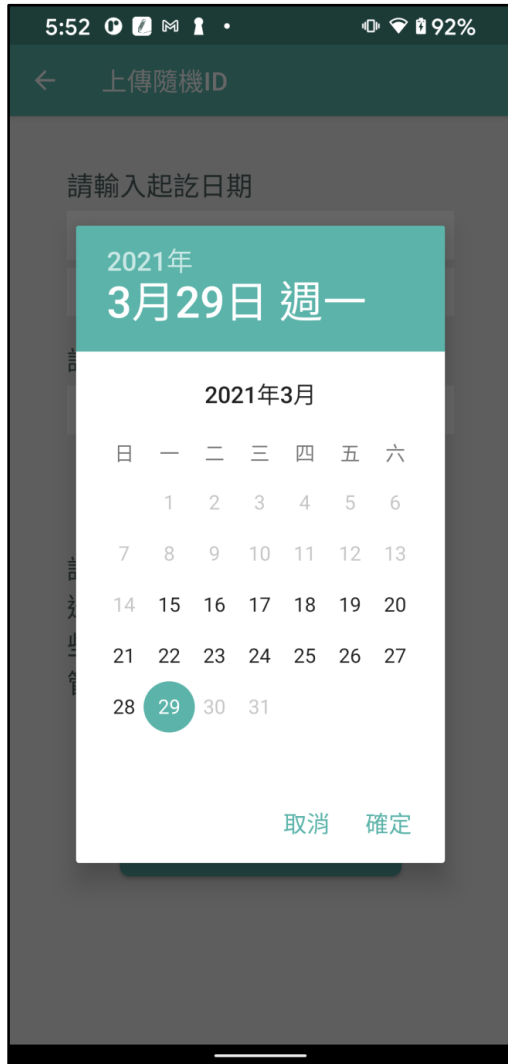 5:52 92%
上傳隨機ID
請輸入起訖日期
2021年
3月29日 週一
2021年3月
日 一 二 三 四 五 六
1 2 3 4 5 6
7 8 9 10 11 12 13
14 15 16 17 18 19 20
21 22 23 24 25 26 27
28 29 30 31
取消 確定